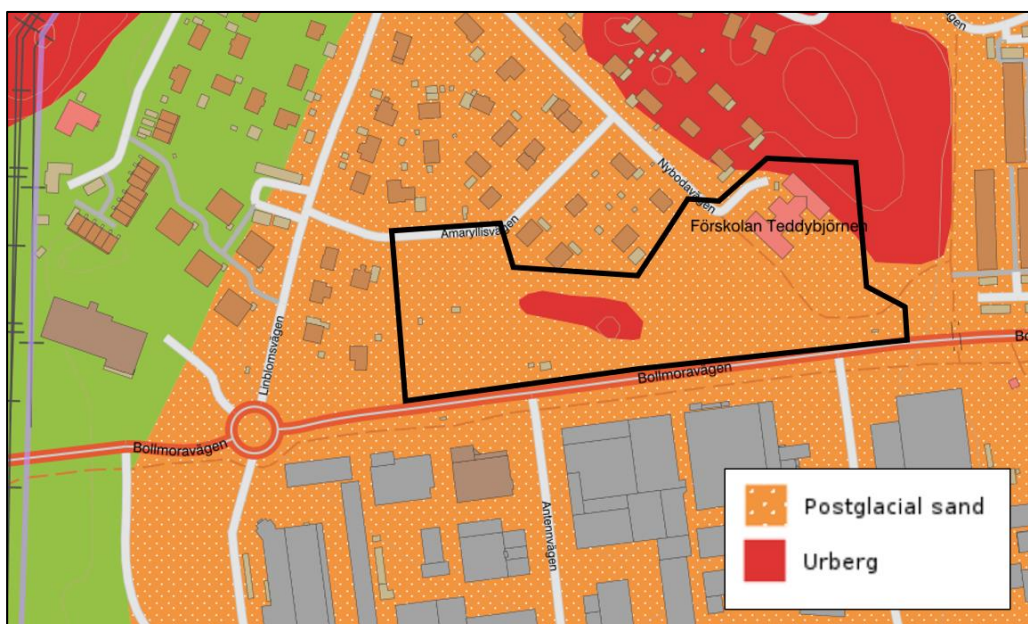 Nybodavägen
Amaryllisvägen
Förskolan Teddybjörnen
Linblomsvägen
Bollmoravägen
Bollmoravägen
Antennvägen
Postglacial sand
Urberg